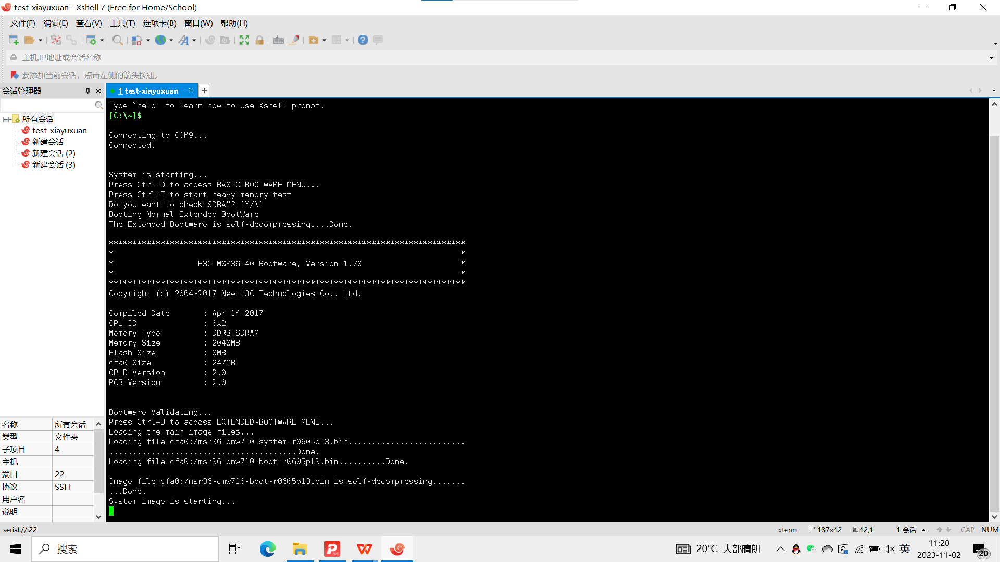 test-xiayuxuan - Xshell 7 (Free for Home/School)
文件(F) 编辑(E) 查看(V) 工具(T) 选项卡(B) 窗口(W) 帮助(H)
主机,IP地址或会话名称
要添加当前会话，点击左侧的箭头按钮。
会话管理器
1 test-xiayuxuan
所有会话
test-xiayuxuan
新建会话
新建会话 (2)
新建会话 (3)
名称 所有会话
类型 文件夹
子项目 4
主机
端口 22
协议 SSH
用户名
说明
Type `help' to learn how to use Xshell prompt.
[C:\~]$
Connecting to COM9...
Connected.
System is starting...
Press Ctrl+D to access BASIC-BOOTWARE MENU...
Press Ctrl+T to start heavy memory test
Do you want to check SDRAM? [Y/N]
Booting Normal Extended BootWare
The Extended BootWare is self-decompressing....Done.
****************************************************************************
* *
* H3C MSR36-40 BootWare, Version 1.70 *
* *
****************************************************************************
Copyright (c) 2004-2017 New H3C Technologies Co., Ltd.
Compiled Date : Apr 14 2017
CPU ID : 0x2
Memory Type : DDR3 SDRAM
Memory Size : 2048MB
Flash Size : 8MB
cfa0 Size : 247MB
CPLD Version : 2.0
PCB Version : 2.0
BootWare Validating...
Press Ctrl+B to access EXTENDED-BOOTWARE MENU...
Loading the main image files...
Loading file cfa0:/msr36-cmw710-system-r0605p13.bin.........................
........................................Done.
Loading file cfa0:/msr36-cmw710-boot-r0605p13.bin..........Done.
Image file cfa0:/msr36-cmw710-boot-r0605p13.bin is self-decompressing.......
...Done.
System image is starting...
serial://:22 xterm 187x42 42,1 1 会话 CAP NUM
搜索 20°C 大部晴朗 英 11:20
2023-11-02 20